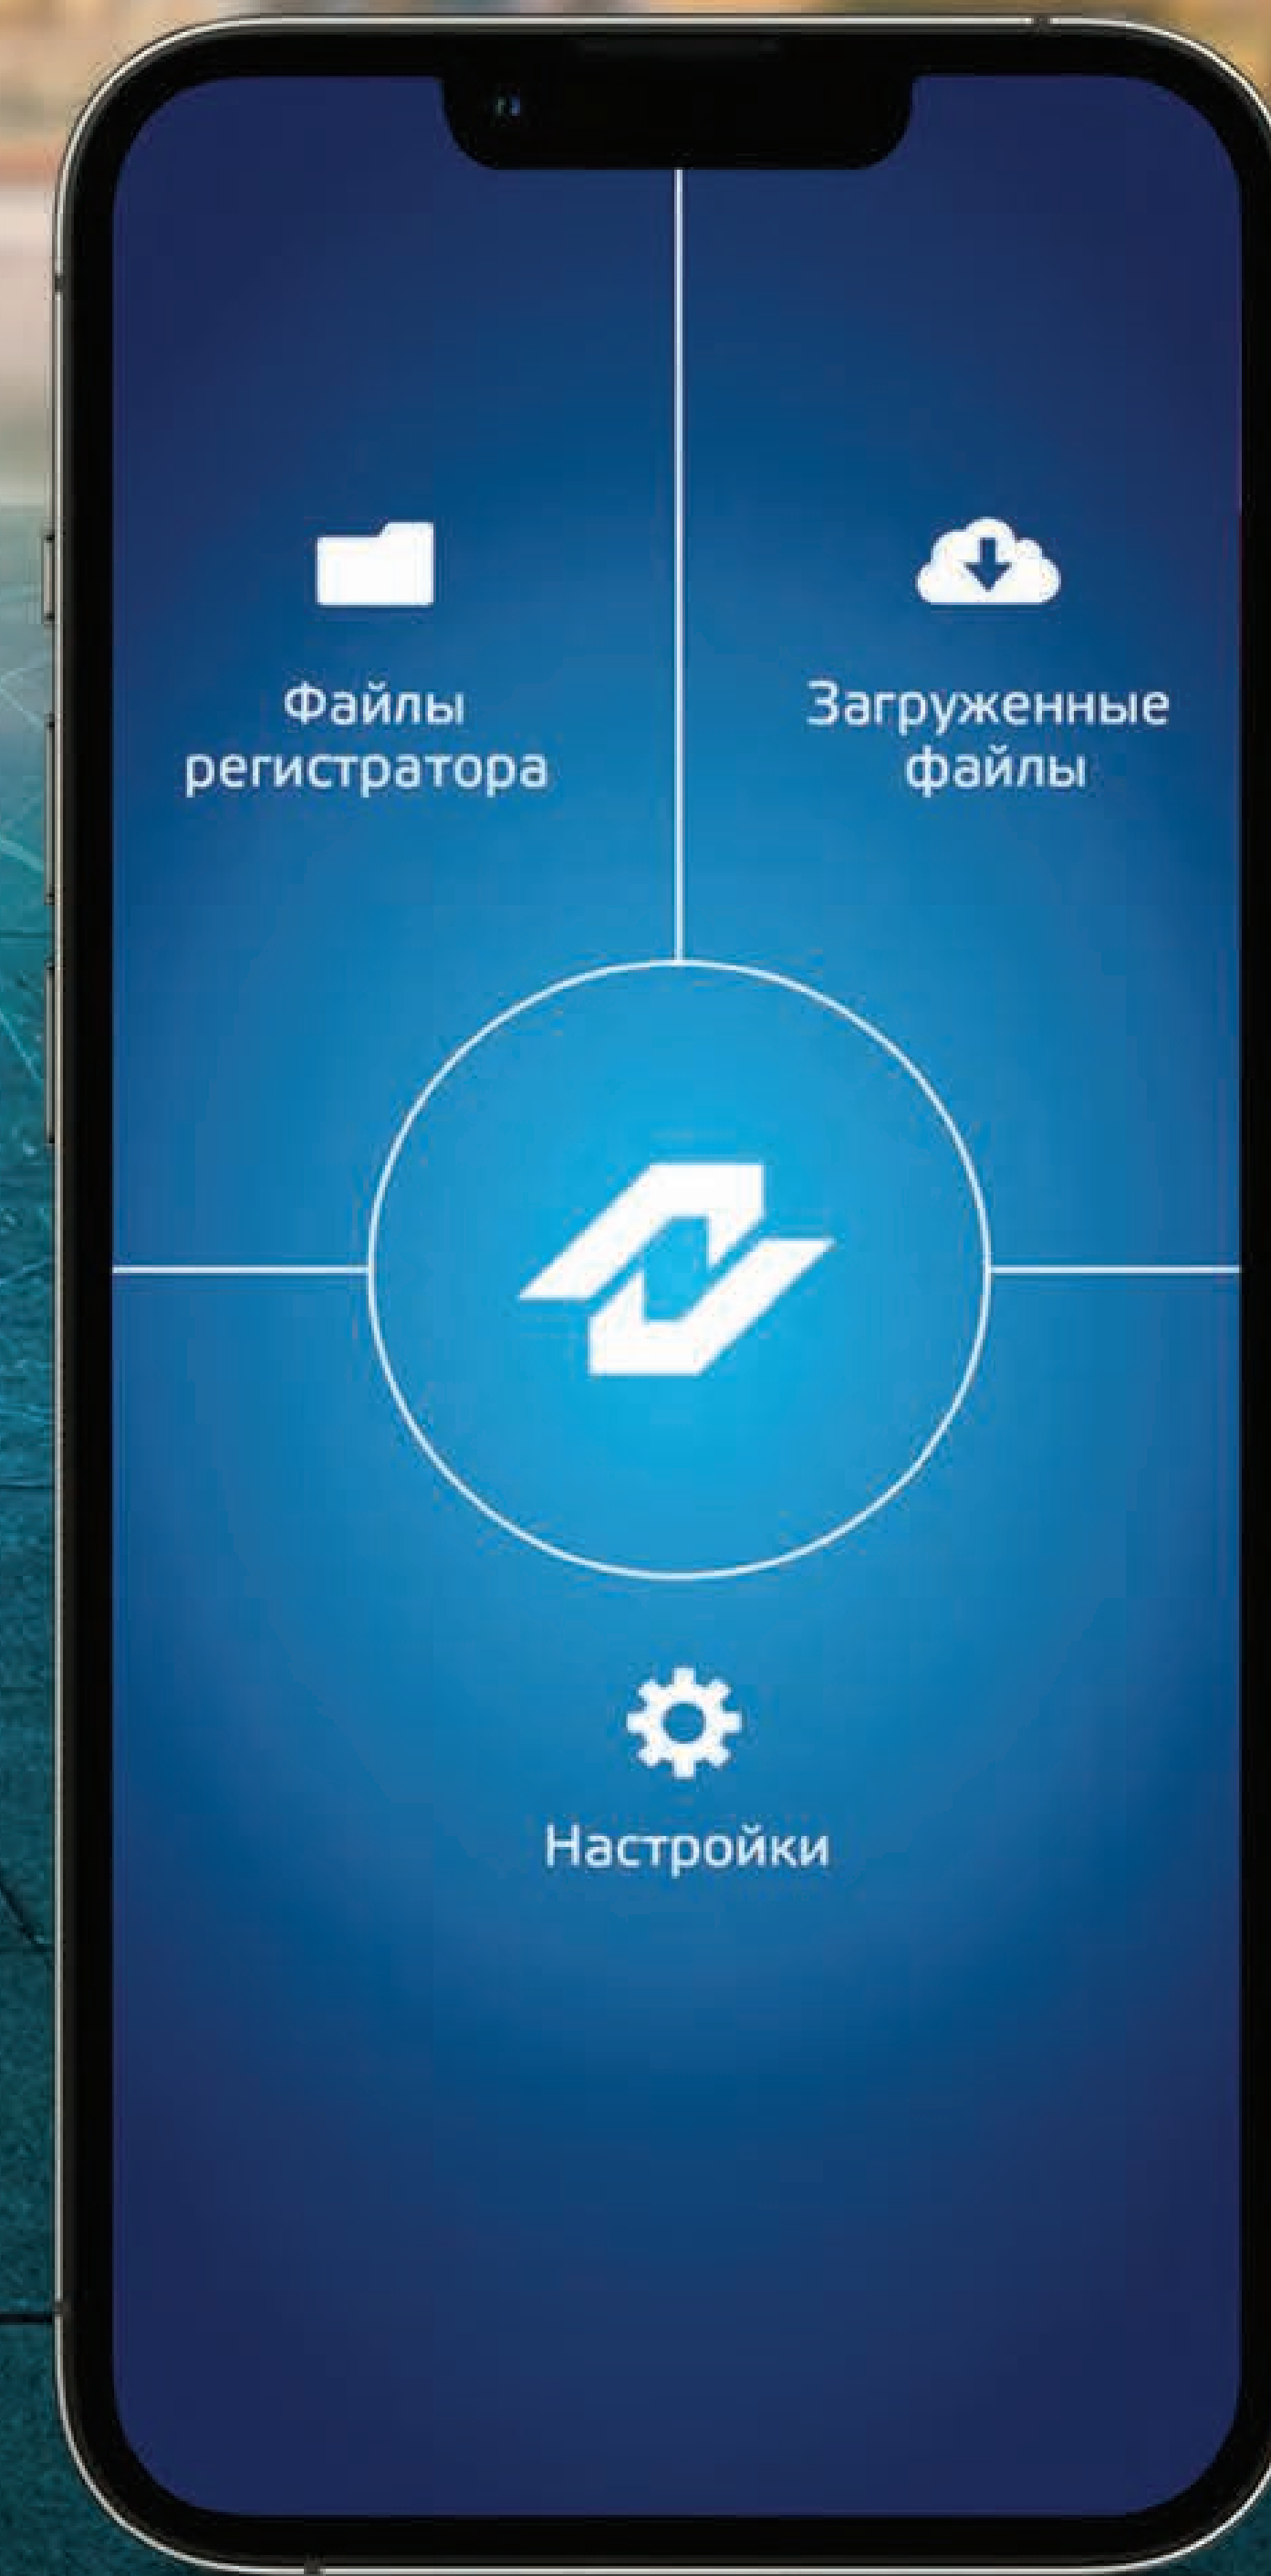 Файлы
регистратора
Загруженные
файлы
Настройки